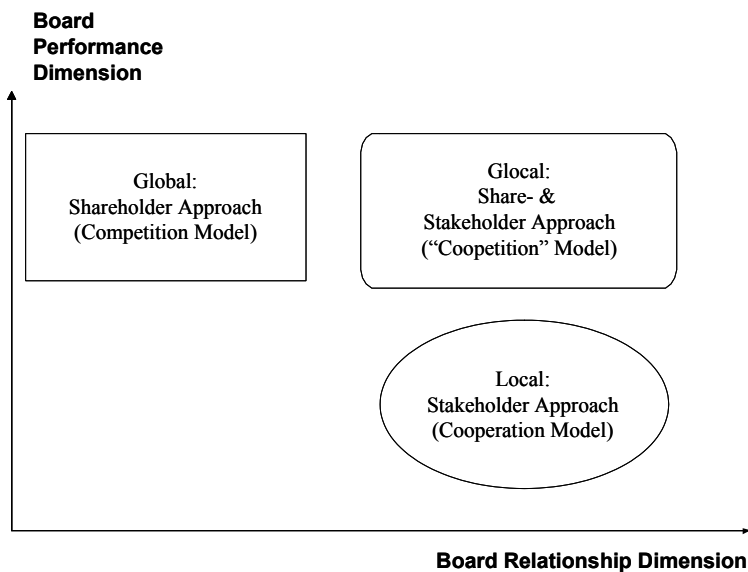 Board
Performance
Dimension
Global:
Shareholder Approach
(Competition Model)
Glocal:
Share- &
Stakeholder Approach
(“Coopetition” Model)
Local:
Stakeholder Approach
(Cooperation Model)
Board Relationship Dimension